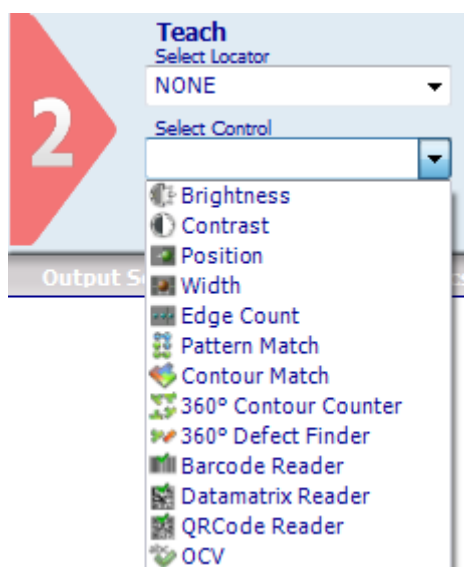 Teach
Select Locator
NONE
2
Select Control
Brightness
Contrast
Position
Output S
Width
Edge Count
Pattern Match
Contour Match
360° Contour Counter
360° Defect Finder
Barcode Reader
Datamatrix Reader
QRCode Reader
OCV